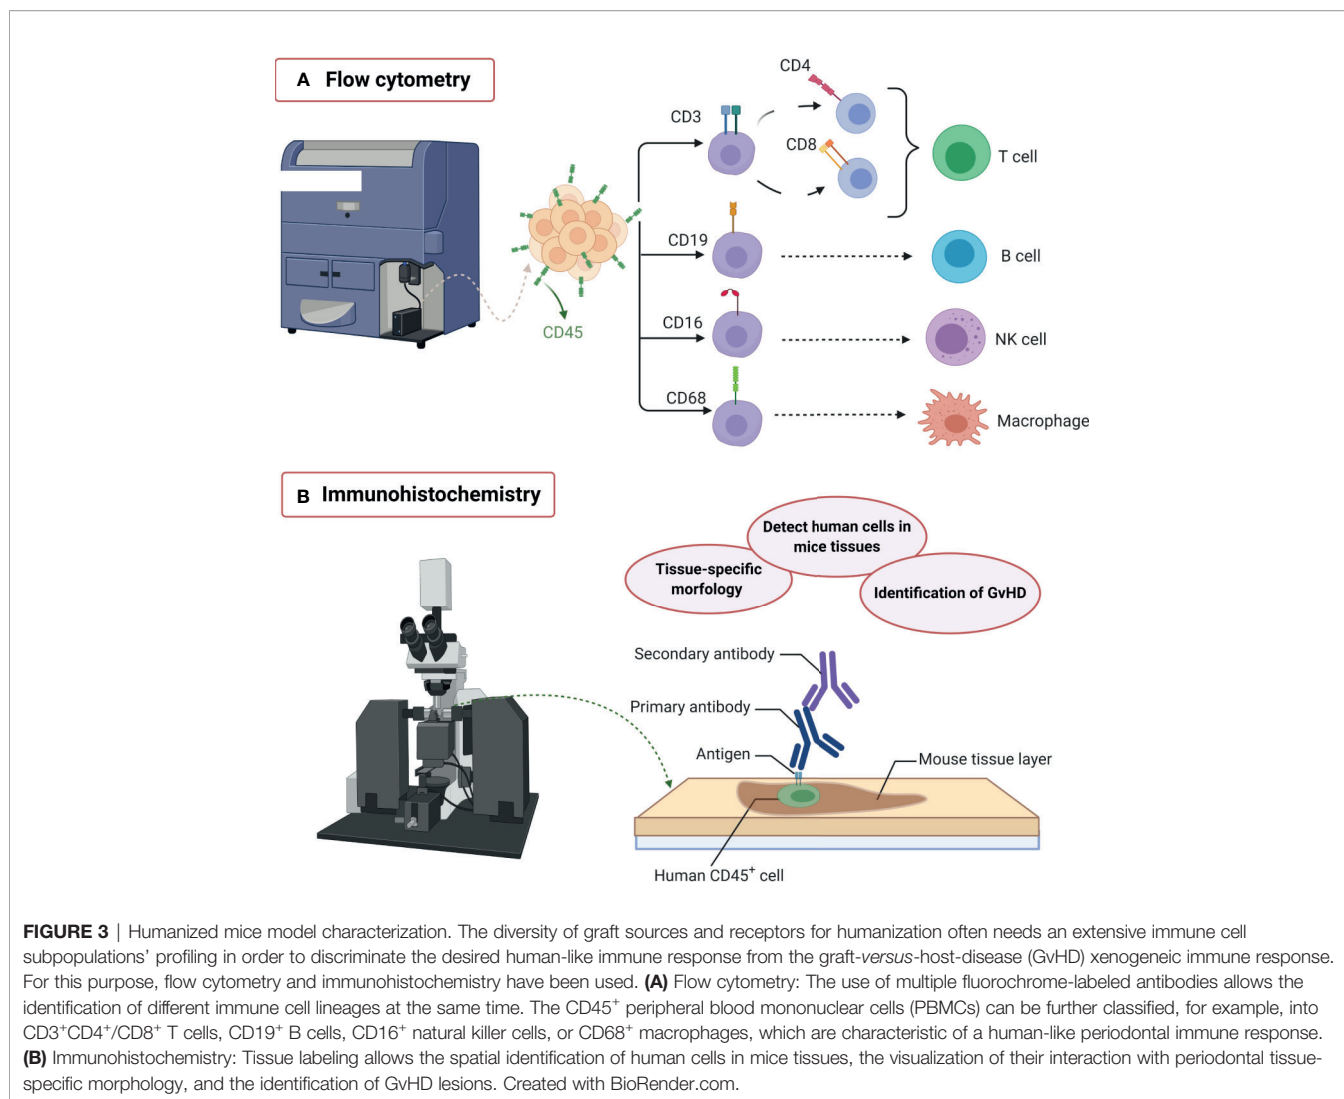 A Flow cytometry
CD4
CD3
CD8
T cell
CD19
B cell
CD45
CD16
NK cell
CD68
Macrophage
B Immunohistochemistry
Detect human cells in
mice tissues
Tissue-specific
morfology
Identification of GvHD
Secondary antibody
Primary antibody
Antigen
Mouse tissue layer
Human CD45⁺ cell
FIGURE 3 | Humanized mice model characterization. The diversity of graft sources and receptors for humanization often needs an extensive immune cell
subpopulations’ profiling in order to discriminate the desired human-like immune response from the graft-versus-host-disease (GvHD) xenogeneic immune response.
For this purpose, flow cytometry and immunohistochemistry have been used. (A) Flow cytometry: The use of multiple fluorochrome-labeled antibodies allows the
identification of different immune cell lineages at the same time. The CD45⁺ peripheral blood mononuclear cells (PBMCs) can be further classified, for example, into
CD3⁺CD4⁺/CD8⁺ T cells, CD19⁺ B cells, CD16⁺ natural killer cells, or CD68⁺ macrophages, which are characteristic of a human-like periodontal immune response.
(B) Immunohistochemistry: Tissue labeling allows the spatial identification of human cells in mice tissues, the visualization of their interaction with periodontal tissue-
specific morphology, and the identification of GvHD lesions. Created with BioRender.com.